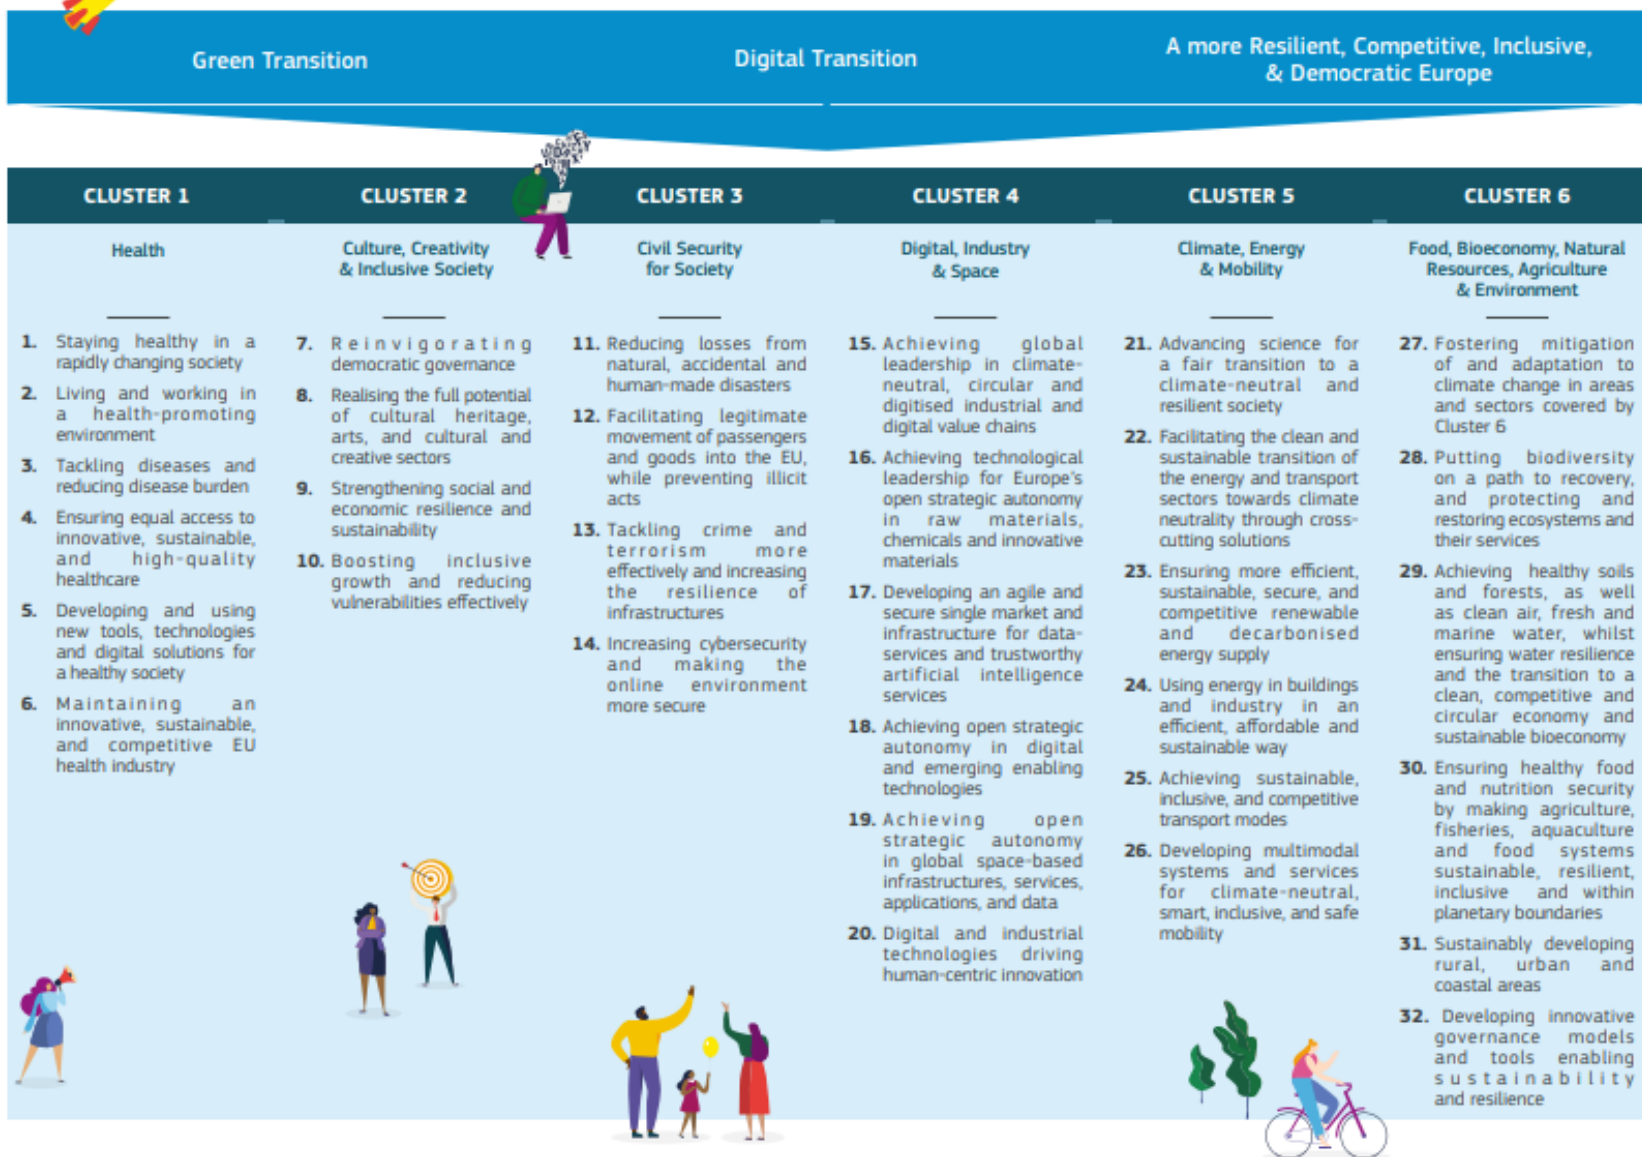 Green Transition
Digital Transition
A more Resilient, Competitive, Inclusive,
& Democratic Europe
CLUSTER 1
Health
1. Staying healthy in a
rapidly changing society
2. Living and working in
a health-promoting
environment
3. Tackling diseases and
reducing disease burden
4. Ensuring equal access to
innovative, sustainable,
and high-quality
healthcare
5. Developing and using
new tools, technologies
and digital solutions for
a healthy society
6. Maintaining an
innovative, sustainable,
and competitive EU
health industry
CLUSTER 2
Culture, Creativity
& Inclusive Society
7. Reinvigorating
democratic governance
8. Realising the full potential
of cultural heritage,
arts, and cultural and
creative sectors
9. Strengthening social and
economic resilience and
sustainability
10. Boosting inclusive
growth and reducing
vulnerabilities effectively
CLUSTER 3
Civil Security
for Society
11. Reducing losses from
natural, accidental and
human-made disasters
12. Facilitating legitimate
movement of passengers
and goods into the EU,
while preventing illicit
acts
13. Tackling crime and
terrorism more
effectively and increasing
the resilience of
infrastructures
14. Increasing cybersecurity
and making the
online environment
more secure
CLUSTER 4
Digital, Industry
& Space
15. Achieving global
leadership in climate-
neutral, circular and
digitised industrial and
digital value chains
16. Achieving technological
leadership for Europe's
open strategic autonomy
in raw materials,
chemicals and innovative
materials
17. Developing an agile and
secure single market and
infrastructure for data-
services and trustworthy
artificial intelligence
services
18. Achieving open strategic
autonomy in digital
and emerging enabling
technologies
19. Achieving open
strategic autonomy
in global space-based
infrastructures, services,
applications, and data
20. Digital and industrial
technologies driving
human-centric innovation
CLUSTER 5
Climate, Energy
& Mobility
21. Advancing science for
a fair transition to a
climate-neutral and
resilient society
22. Facilitating the clean and
sustainable transition of
the energy and transport
sectors towards climate
neutrality through cross-
cutting solutions
23. Ensuring more efficient,
sustainable, secure, and
competitive renewable
and decarbonised
energy supply
24. Using energy in buildings
and industry in an
efficient, affordable and
sustainable way
25. Achieving sustainable,
inclusive, and competitive
transport modes
26. Developing multimodal
systems and services
for climate-neutral,
smart, inclusive, and safe
mobility
CLUSTER 6
Food, Bioeconomy, Natural
Resources, Agriculture
& Environment
27. Fostering mitigation
of and adaptation to
climate change in areas
and sectors covered by
Cluster 6
28. Putting biodiversity
on a path to recovery,
and protecting and
restoring ecosystems and
their services
29. Achieving healthy soils
and forests, as well
as clean air, fresh and
marine water, whilst
ensuring water resilience
and the transition to a
clean, competitive and
circular economy and
sustainable bioeconomy
30. Ensuring healthy food
and nutrition security
by making agriculture,
fisheries, aquaculture
and food systems
sustainable, resilient,
inclusive and within
planetary boundaries
31. Sustainably developing
rural, urban and
coastal areas
32. Developing innovative
governance models
and tools enabling
sustainability
and resilience